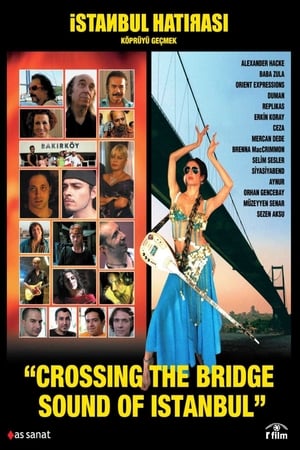 İSTANBUL HATIRASI
KÖPRÜYÜ GEÇMEK
ALEXANDER HACKE
BABA ZULA
ORIENT EXPRESSIONS
DUMAN
REPLIKAS
ERKİN KORAY
CEZA
MERCAN DEDE
BRENNA MacCRIMMON
SELİM SESLER
SİYASİYABEND
AYNUR
ORHAN GENCEBAY
MÜZEYYEN SENAR
SEZEN AKSU
BAKIRKÖY
"CROSSING THE BRIDGE
SOUND OF ISTANBUL"
as sanat
r film